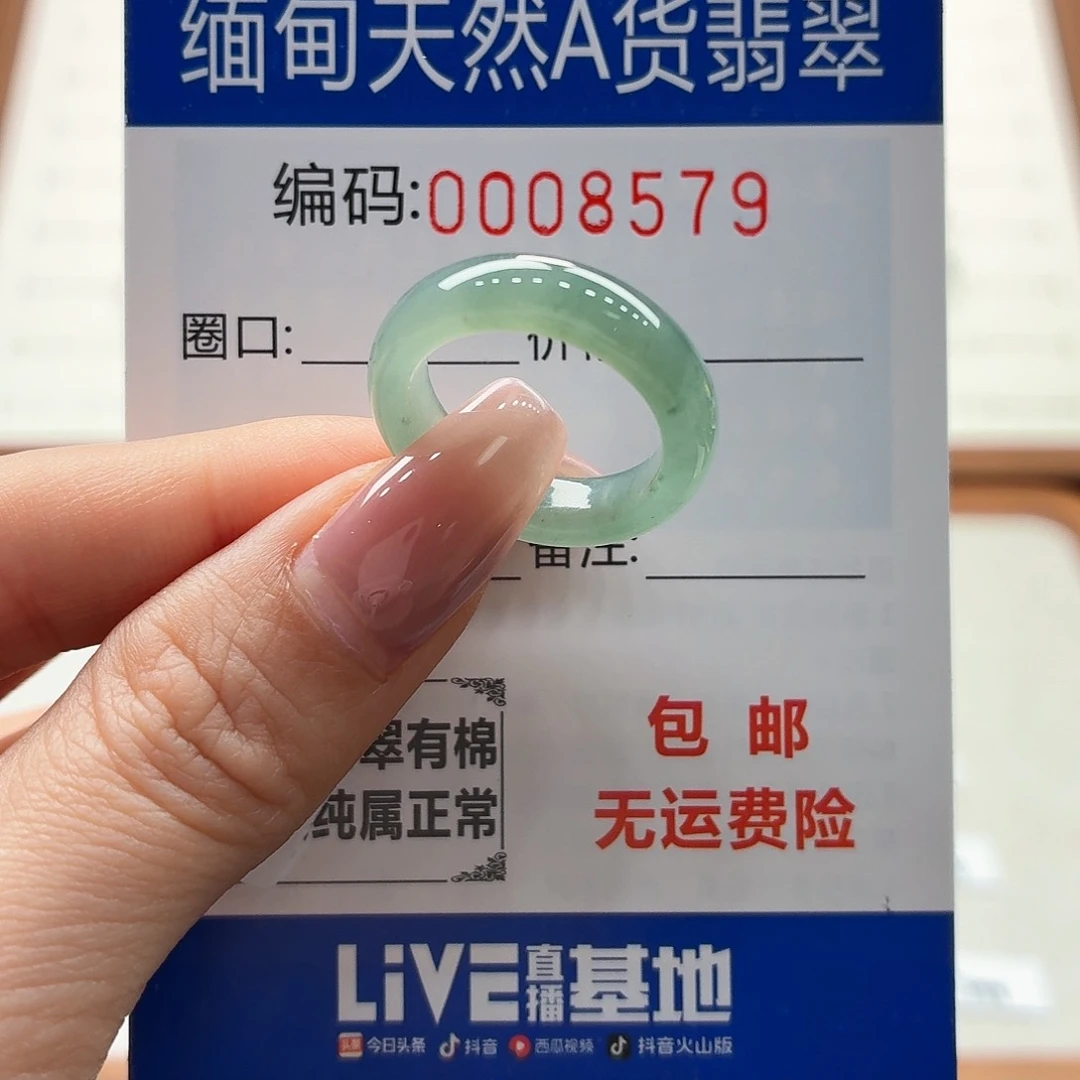 缅甸天然A货翡翠
编码:0008579
圈口:
备注:
翠有棉
纯属正常
包 邮
无运费险
LiVE直播基地
今日头条 抖音 西瓜视频 抖音火山版